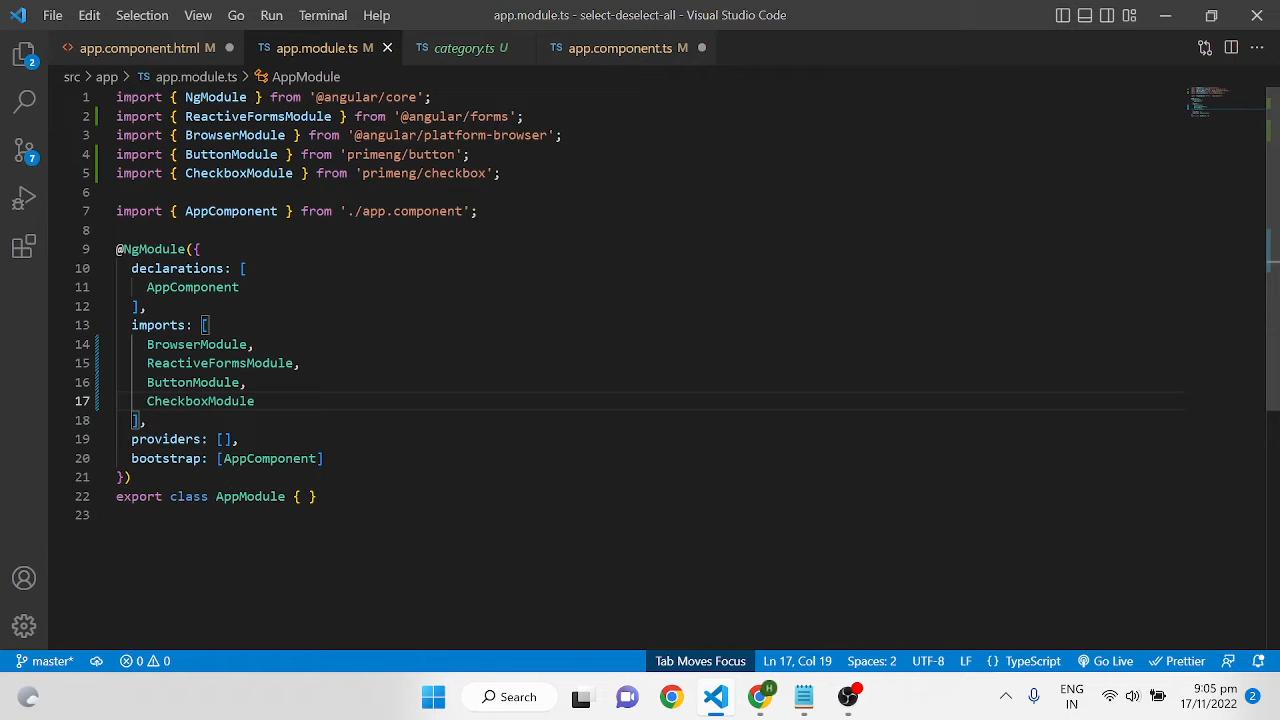 File Edit Selection View Go Run Terminal Help app.module.ts - select-deselect-all - Visual Studio Code
app.component.html M TS app.module.ts M TS category.ts U TS app.component.ts M
src > app > TS app.module.ts > AppModule
1 import { NgModule } from '@angular/core';
2 import { ReactiveFormsModule } from '@angular/forms';
3 import { BrowserModule } from '@angular/platform-browser';
4 import { ButtonModule } from 'primeng/button';
5 import { CheckboxModule } from 'primeng/checkbox';
6
7 import { AppComponent } from './app.component';
8
9 @NgModule({
10 declarations: [
11 AppComponent
12 ],
13 imports: [
14 BrowserModule,
15 ReactiveFormsModule,
16 ButtonModule,
17 CheckboxModule
18 ],
19 providers: [],
20 bootstrap: [AppComponent]
21 })
22 export class AppModule { }
23
2
7
master* 0 0 Tab Moves Focus Ln 17, Col 19 Spaces: 2 UTF-8 LF {} TypeScript Go Live Prettier
Search H ENG IN 9:05 pm 17/11/2022 2